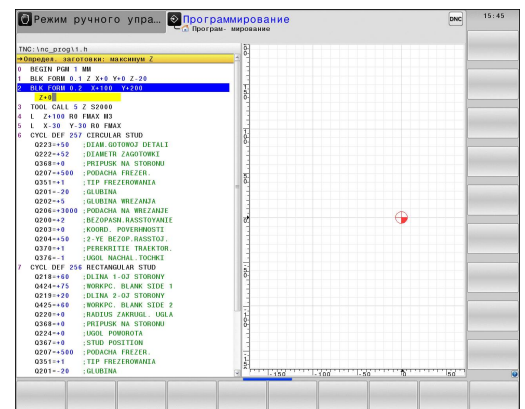 Режим ручного упра...
Программирование
Програм- мирование
DNC
15:45
TNC:\nc_prog\1.h
→Определ. заготовки: максимум Z
0 BEGIN PGM 1 MM
1 BLK FORM 0.1 Z X+0 Y+0 Z-20
2 BLK FORM 0.2 X+100 Y+200
Z+0
3 TOOL CALL 5 Z S2000
4 L Z+100 R0 FMAX M3
5 L X-30 Y-30 R0 FMAX
6 CYCL DEF 257 CIRCULAR STUD
Q223=+50 ;DIAM.GOTOWOJ DETALI
Q222=+52 ;DIAMETR ZAGOTOWKI
Q368=+0 ;PRIPUSK NA STORONU
Q207=+500 ;PODACHA FREZER.
Q351=+1 ;TIP FREZEROWANIA
Q201=-20 ;GLUBINA
Q202=+5 ;GLUBINA WREZANJA
Q206=+3000 ;PODACHA NA WREZANJE
Q200=+2 ;BEZOPASN.RASSTOYANIE
Q203=+0 ;KOORD. POVERHNOSTI
Q204=+50 ;2-YE BEZOP.RASSTOJ.
Q370=+1 ;PEREKRITIE TRAEKTOR.
Q376=-1 ;UGOL NACHAL.TOCHKI
7 CYCL DEF 256 RECTANGULAR STUD
Q218=+60 ;DLINA 1-OJ STORONY
Q424=+75 ;WORKPC. BLANK SIDE 1
Q219=+20 ;DLINA 2-OJ STORONY
Q425=+60 ;WORKPC. BLANK SIDE 2
Q220=+0 ;RADIUS ZAKRUGL. UGLA
Q368=+0 ;PRIPUSK NA STORONU
Q224=+0 ;UGOL POWOROTA
Q367=+0 ;STUD POSITION
Q207=+500 ;PODACHA FREZER.
Q351=+1 ;TIP FREZEROWANIA
Q201=-20 ;GLUBINA
-150 -100 -50 0 50